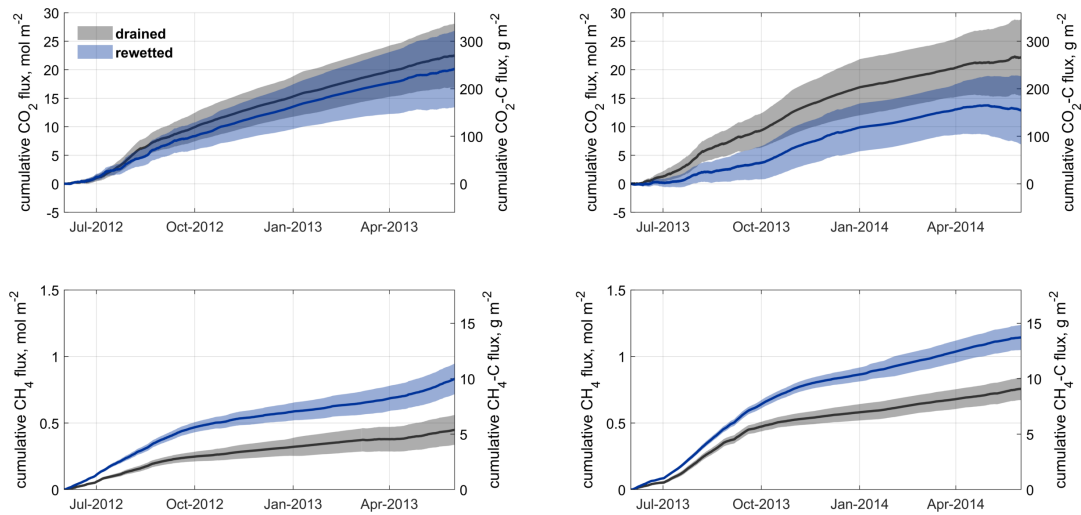 cumulative CO2 flux, mol m-2
30
25
20
15
10
5
0
-5
drained
rewetted
300
200
100
0
cumulative CO2-C flux, g m-2
Jul-2012
Oct-2012
Jan-2013
Apr-2013
cumulative CO2 flux, mol m-2
30
25
20
15
10
5
0
-5
300
200
100
0
cumulative CO2-C flux, g m-2
Jul-2013
Oct-2013
Jan-2014
Apr-2014
cumulative CH4 flux, mol m-2
1.5
1
0.5
0
15
10
5
0
cumulative CH4-C flux, g m-2
Jul-2012
Oct-2012
Jan-2013
Apr-2013
cumulative CH4 flux, mol m-2
1.5
1
0.5
0
15
10
5
0
cumulative CH4-C flux, g m-2
Jul-2013
Oct-2013
Jan-2014
Apr-2014